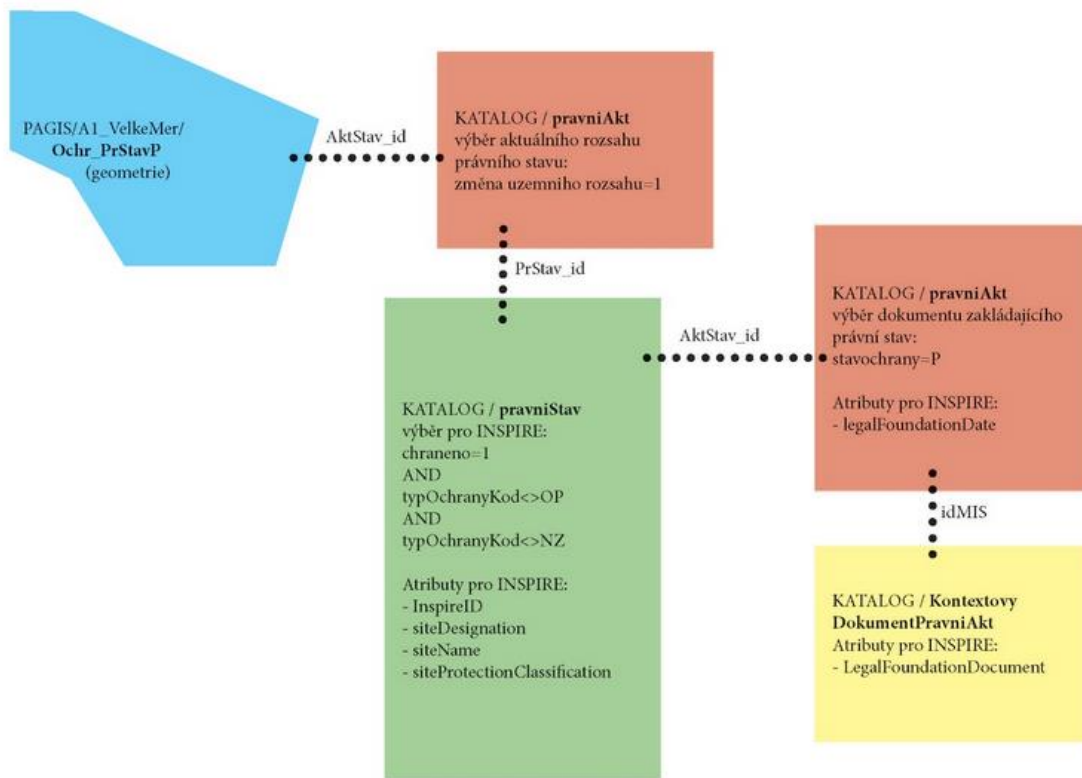 PAGIS/A1_VelkeMer/
Ochr_PrStavP
(geometrie)
AktStav_id
KATALOG / pravniAkt
výběr aktuálního rozsahu
právního stavu:
změna uzemniho rozsahu=1
PrStav_id
KATALOG / pravniStav
výběr pro INSPIRE:
chraneno=1
AND
typOchranyKod<>OP
AND
typOchranyKod<>NZ
Atributy pro INSPIRE:
- InspireID
- siteDesignation
- siteName
- siteProtectionClassification
AktStav_id
KATALOG / pravniAkt
výběr dokumentu zakládajícího
právní stav:
stavochrany=P
Atributy pro INSPIRE:
- legalFoundationDate
idMIS
KATALOG / Kontextovy
DokumentPravniAkt
Atributy pro INSPIRE:
- LegalFoundationDocument